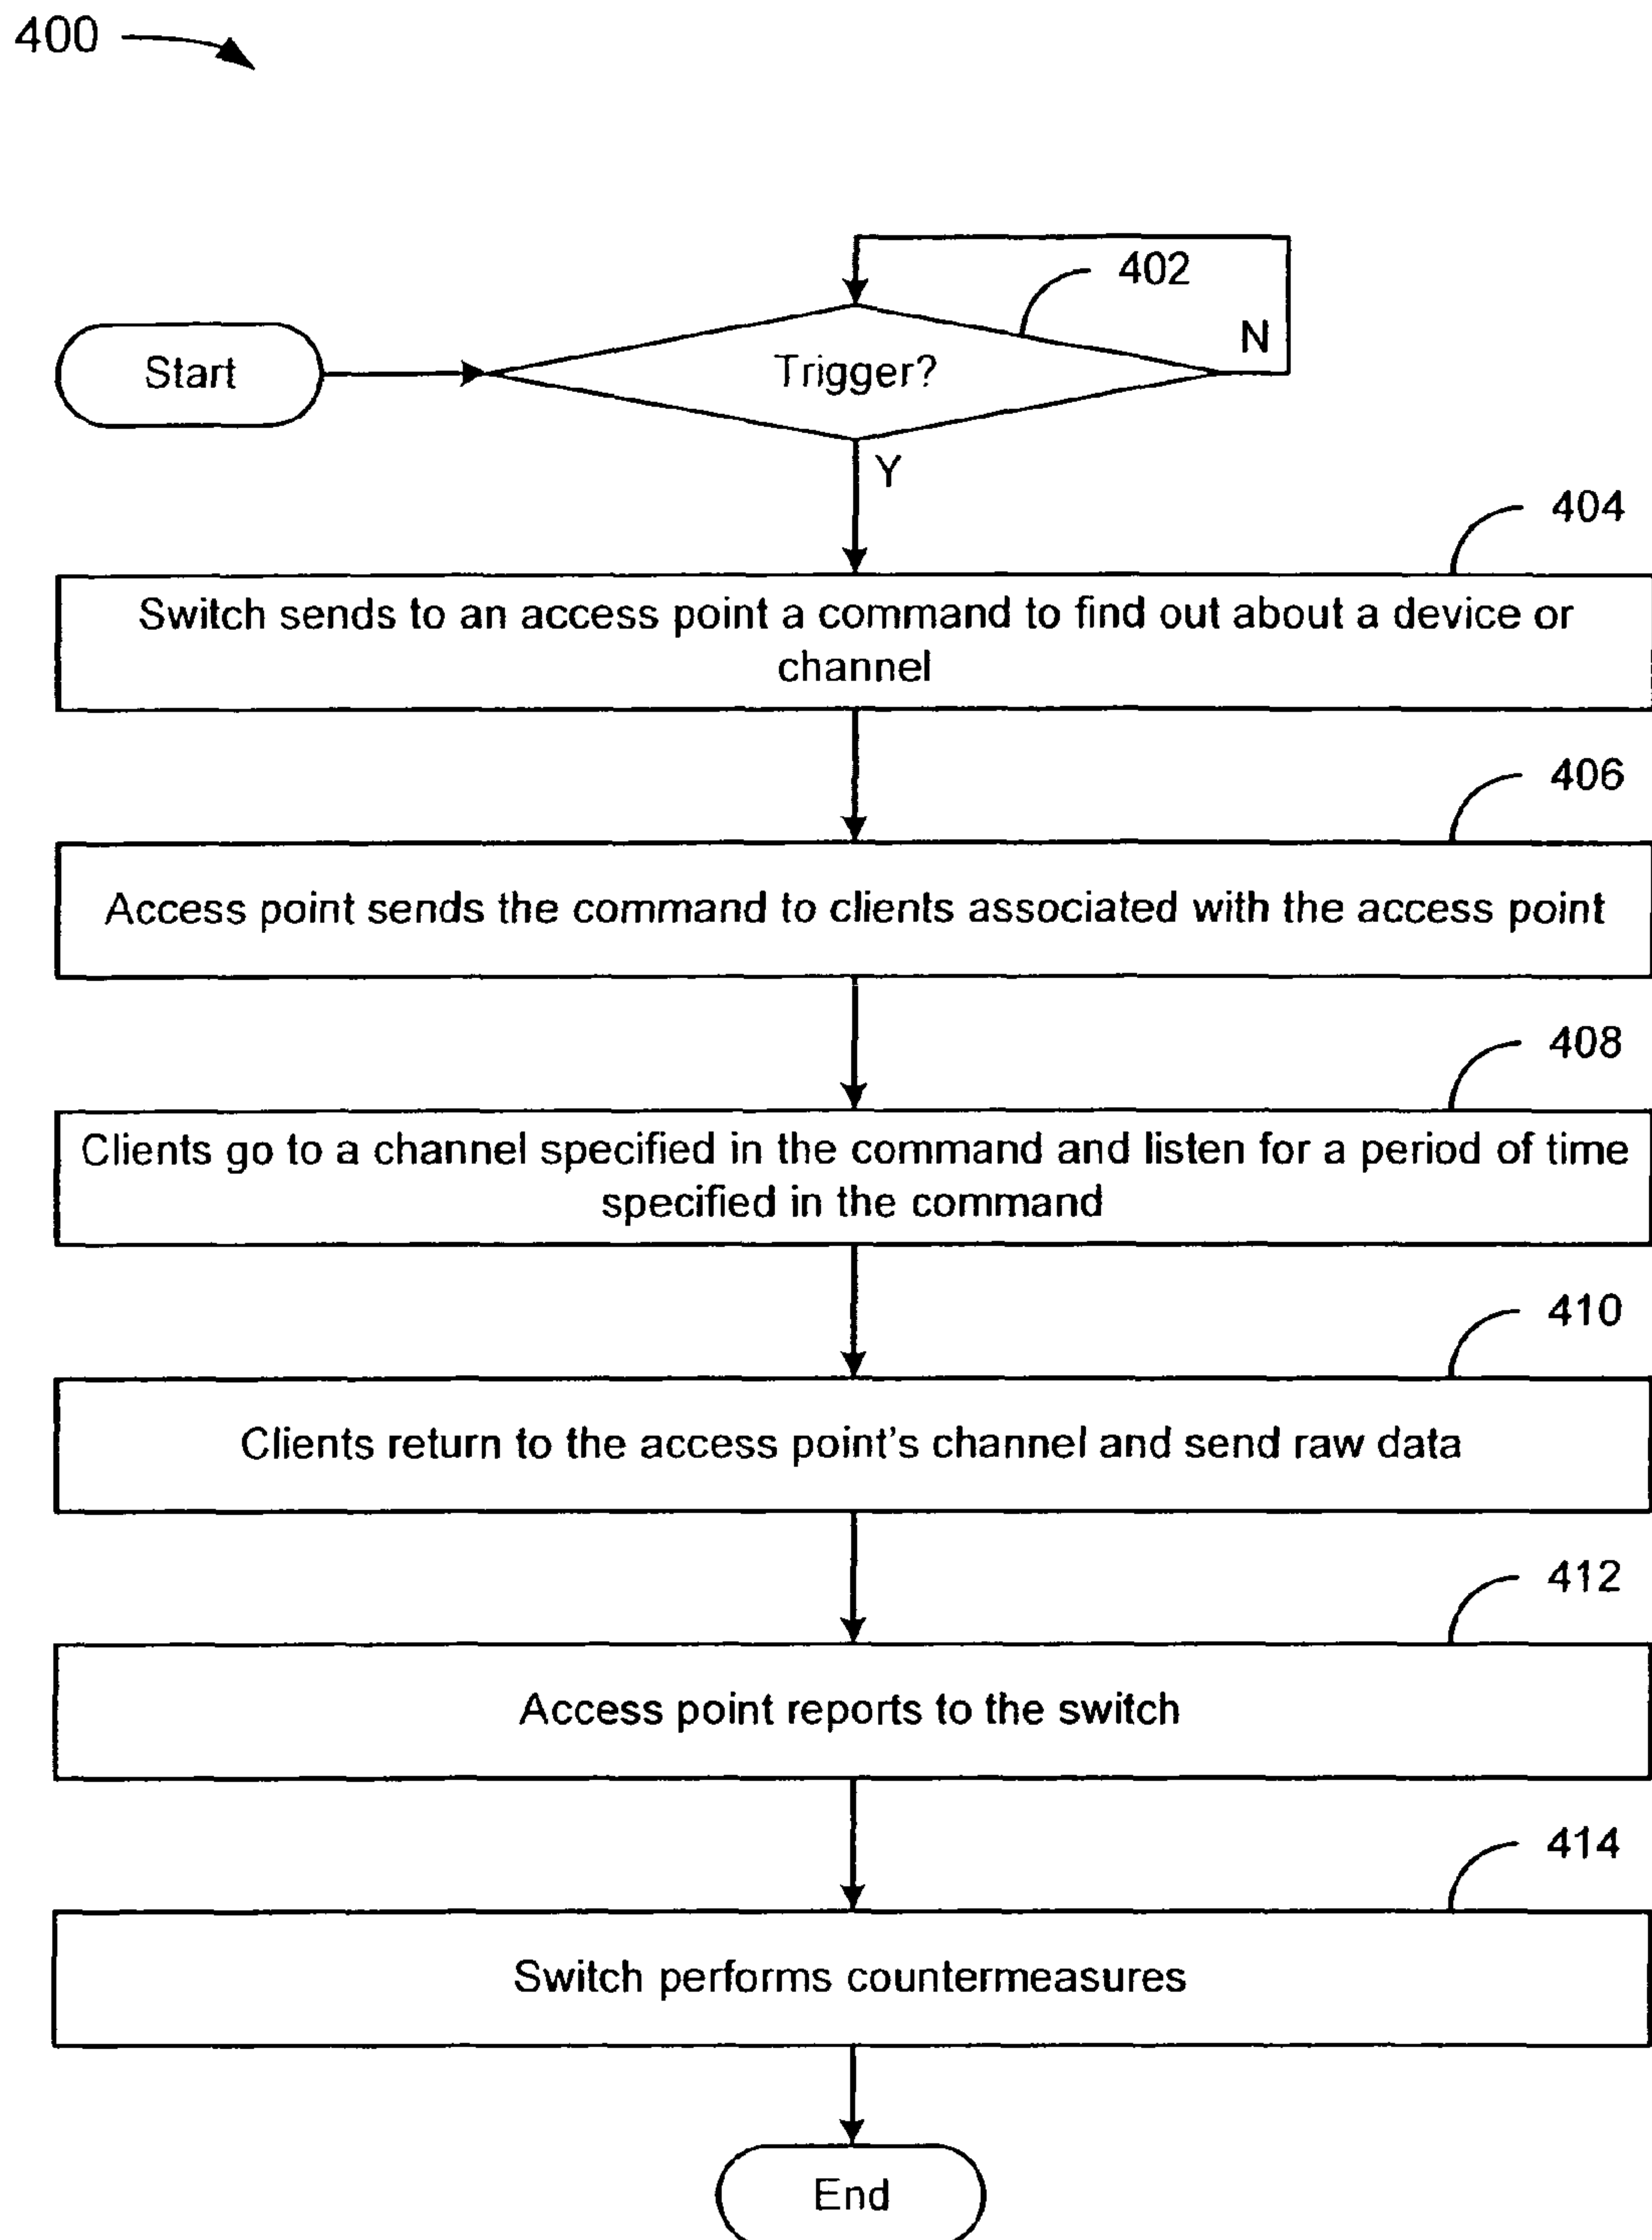 400
402
N
Start
Trigger?
Y
404
Switch sends to an access point a command to find out about a device or
channel
406
Access point sends the command to clients associated with the access point
408
Clients go to a channel specified in the command and listen for a period of time
specified in the command
410
Clients return to the access point's channel and send raw data
412
Access point reports to the switch
414
Switch performs countermeasures
End